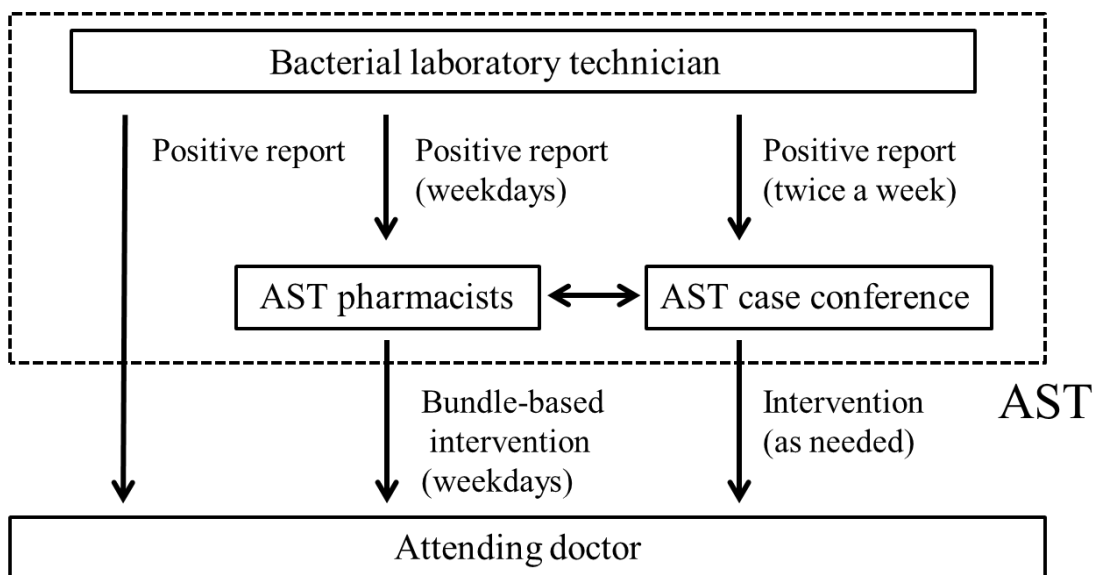 Bacterial laboratory technician
Positive report
Positive report
(weekdays)
Positive report
(twice a week)
AST pharmacists
AST case conference
Bundle-based
intervention
(weekdays)
Intervention
(as needed)
AST
Attending doctor